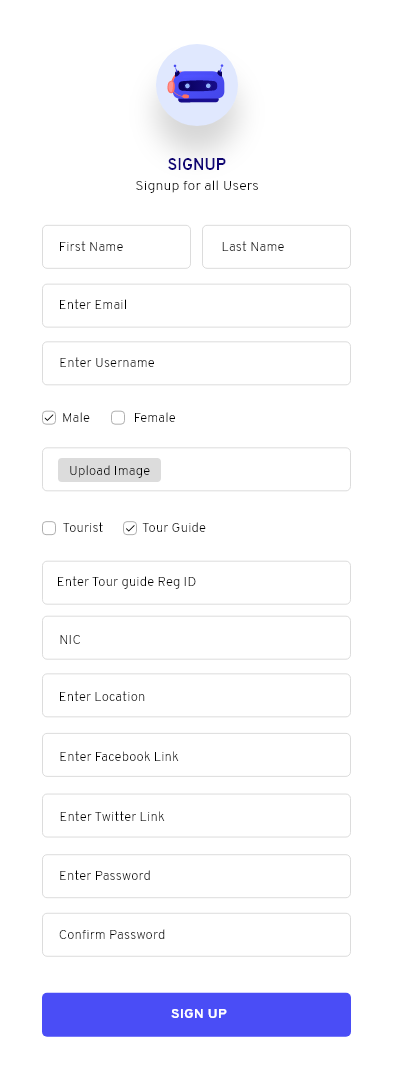 SIGNUP
Signup for all Users
First Name
Last Name
Enter Email
Enter Username
Male Female
Upload Image
Tourist Tour Guide
Enter Tour guide Reg ID
NIC
Enter Location
Enter Facebook Link
Enter Twitter Link
Enter Password
Confirm Password
SIGN UP